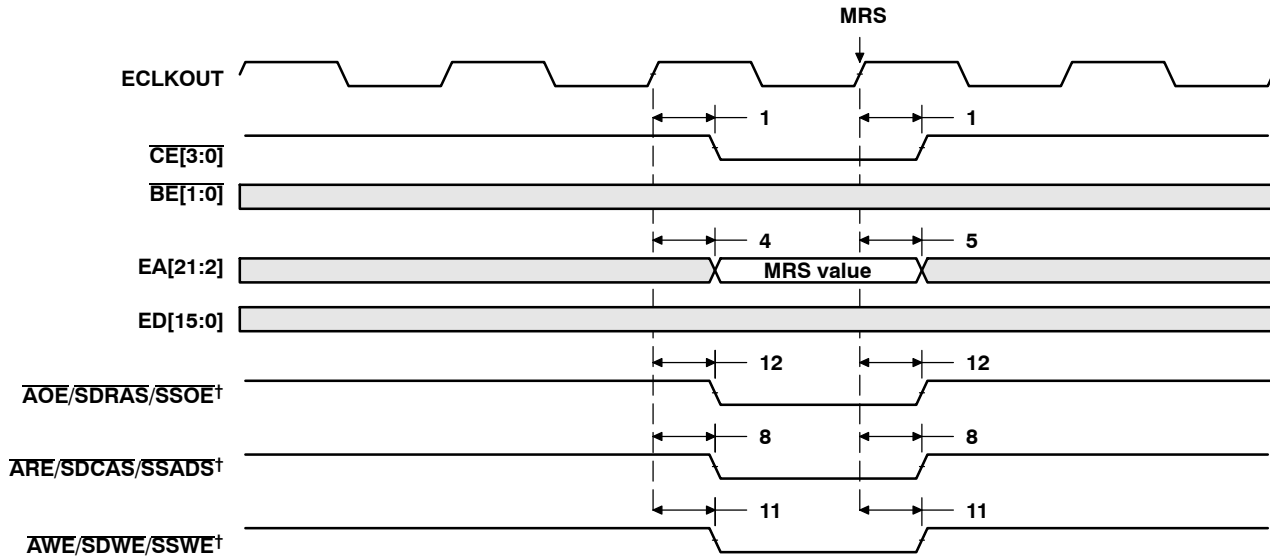 MRS
ECLKOUT
1 1
CE[3:0]
BE[1:0]
4 5
EA[21:2] MRS value
ED[15:0]
12 12
AOE/SDRAS/SSOE†
8 8
ARE/SDCAS/SSADS†
11 11
AWE/SDWE/SSWE†